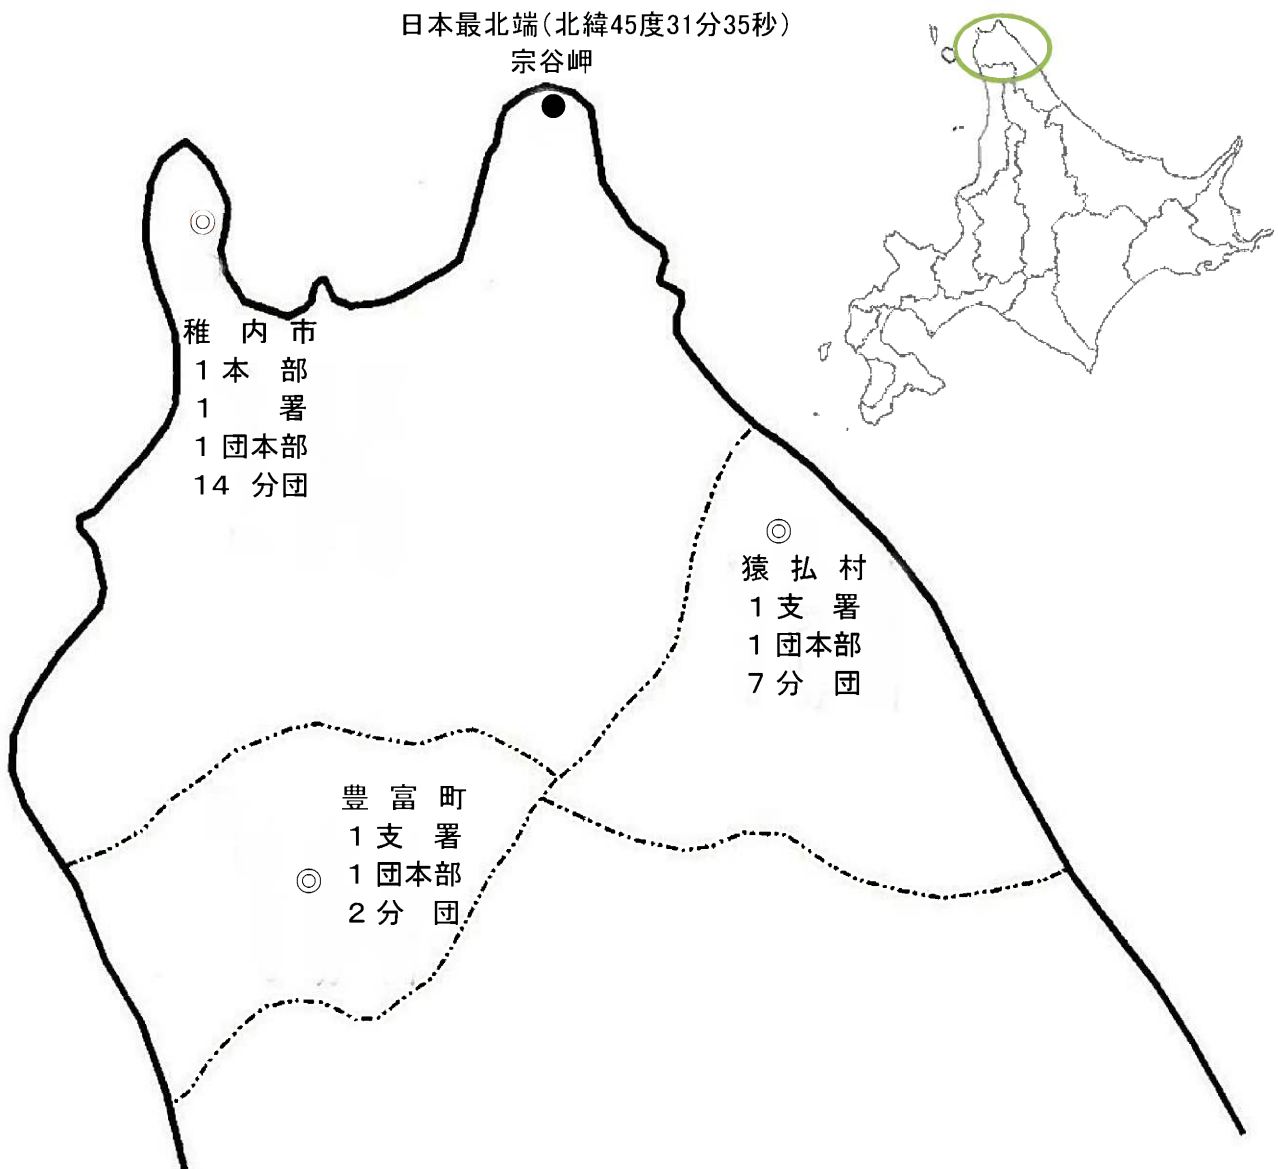 日本最北端(北緯45度31分35秒)
宗谷岬
稚 内 市
1 本 部
1 署
1 団本部
14 分団
猿 払 村
1 支 署
1 団本部
7 分 団
豊 富 町
1 支 署
1 団本部
2 分 団